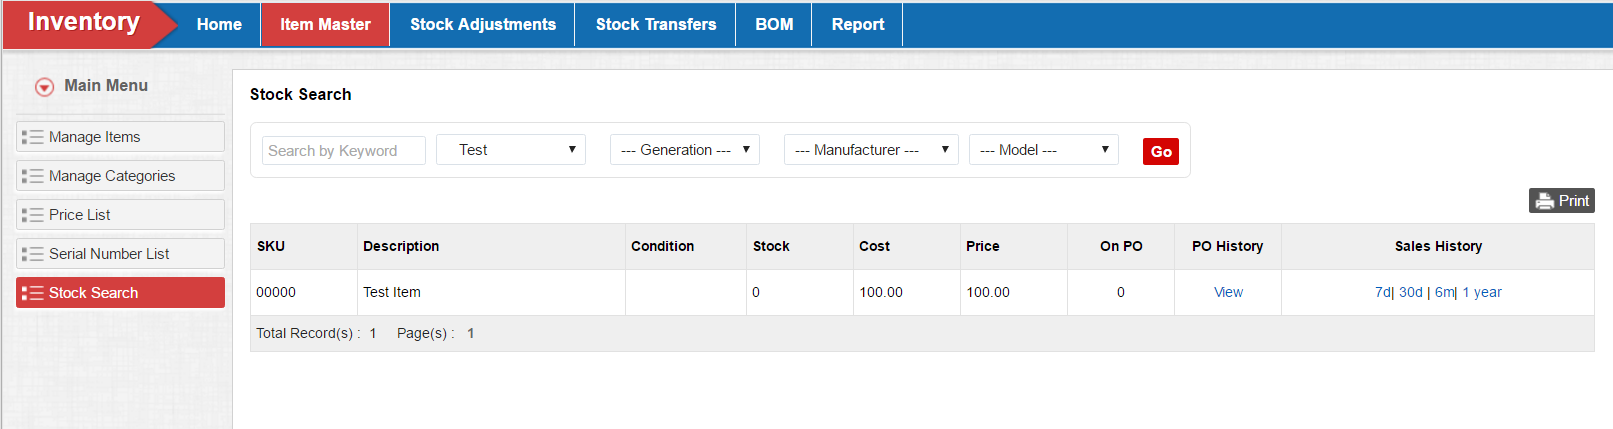 Inventory Home Item Master Stock Adjustments Stock Transfers BOM Report
Main Menu
Manage Items
Manage Categories
Price List
Serial Number List
Stock Search
Stock Search
Search by Keyword Test --- Generation --- --- Manufacturer --- --- Model --- Go
Print
SKU Description Condition Stock Cost Price On PO PO History Sales History
00000 Test Item 0 100.00 100.00 0 View 7d| 30d | 6m| 1 year
Total Record(s) : 1 Page(s) : 1